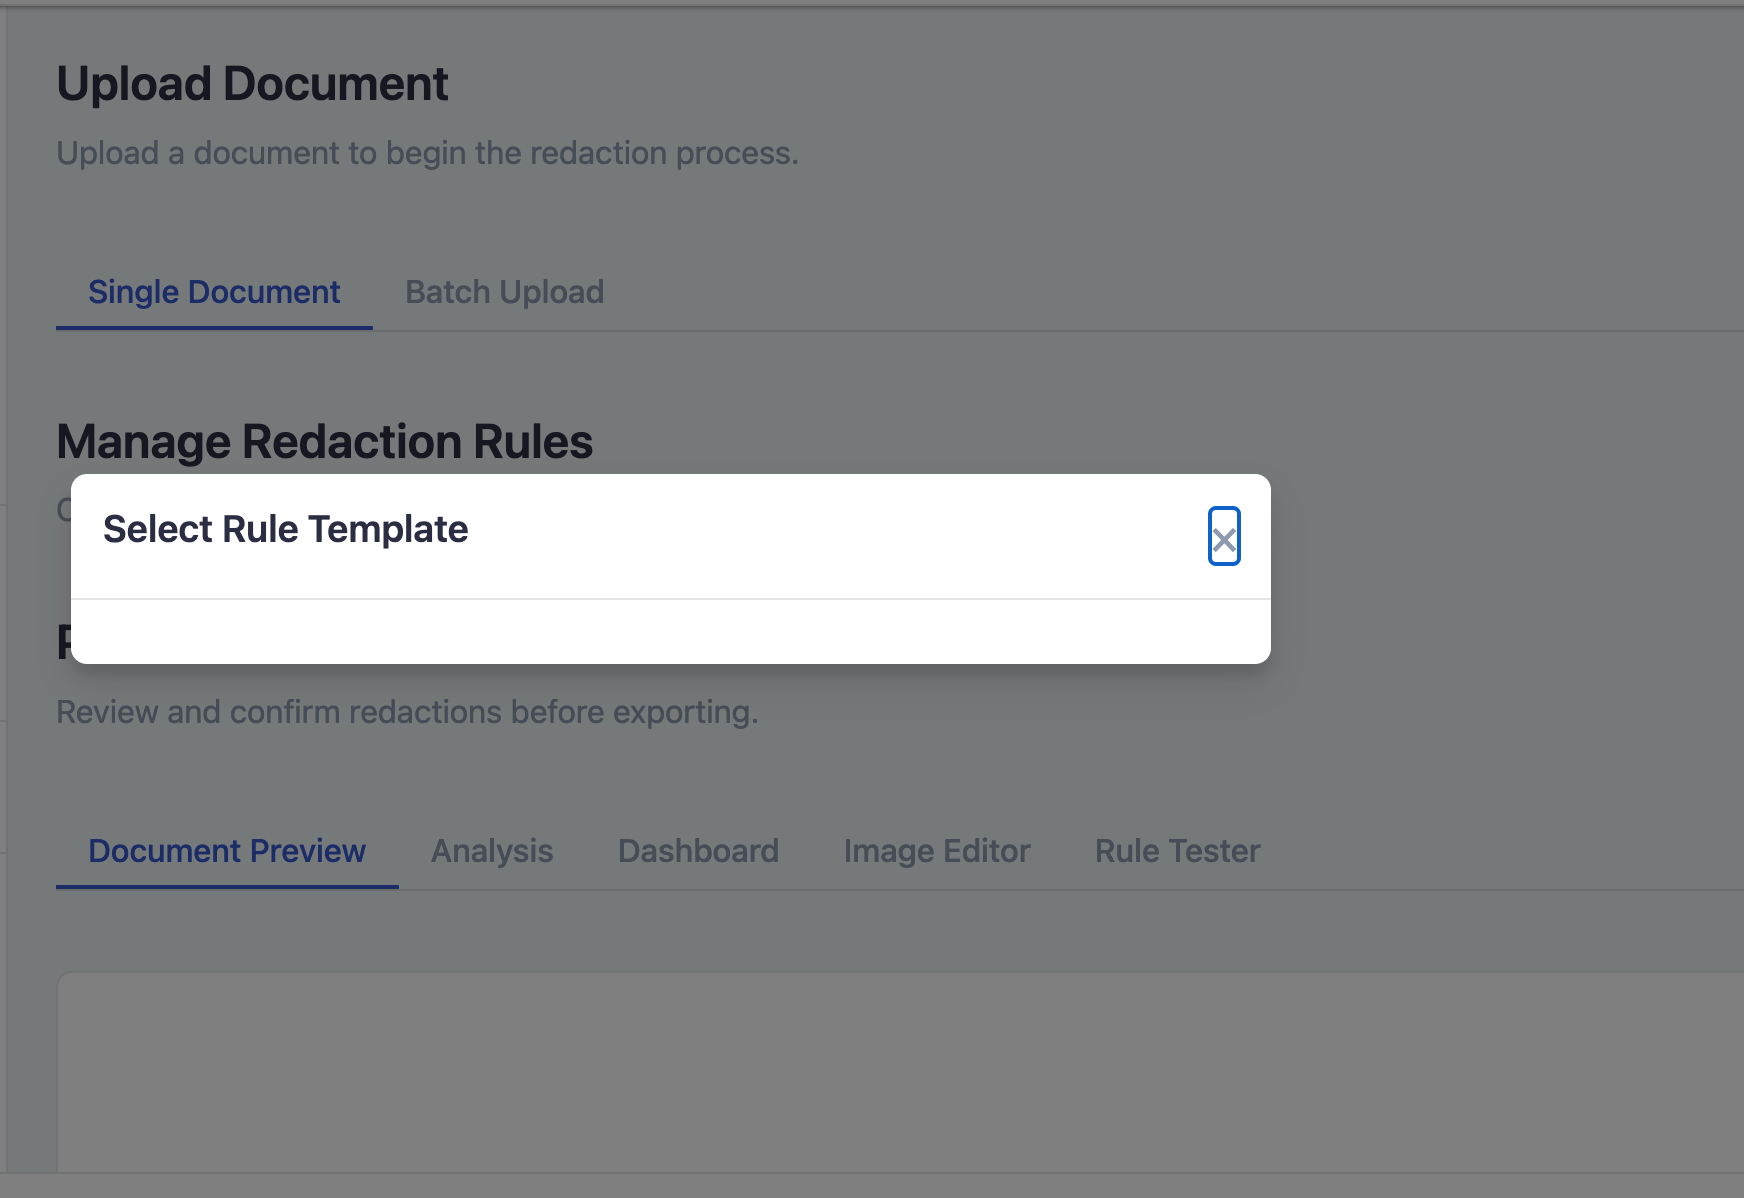 Upload Document
Upload a document to begin the redaction process.
Single Document Batch Upload
Manage Redaction Rules
Select Rule Template
Review and confirm redactions before exporting.
Document Preview Analysis Dashboard Image Editor Rule Tester